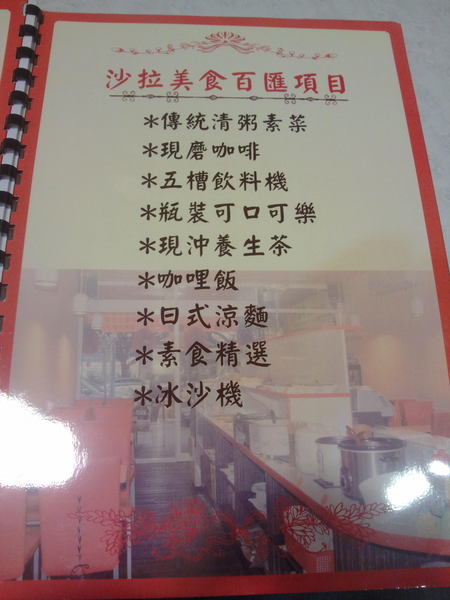 沙拉美食百匯項目
*傳統清粥素菜
*現磨咖啡
*五槽飲料機
*瓶裝可口可樂
*現沖養生茶
*咖哩飯
*日式涼麵
*素食精選
*冰沙機